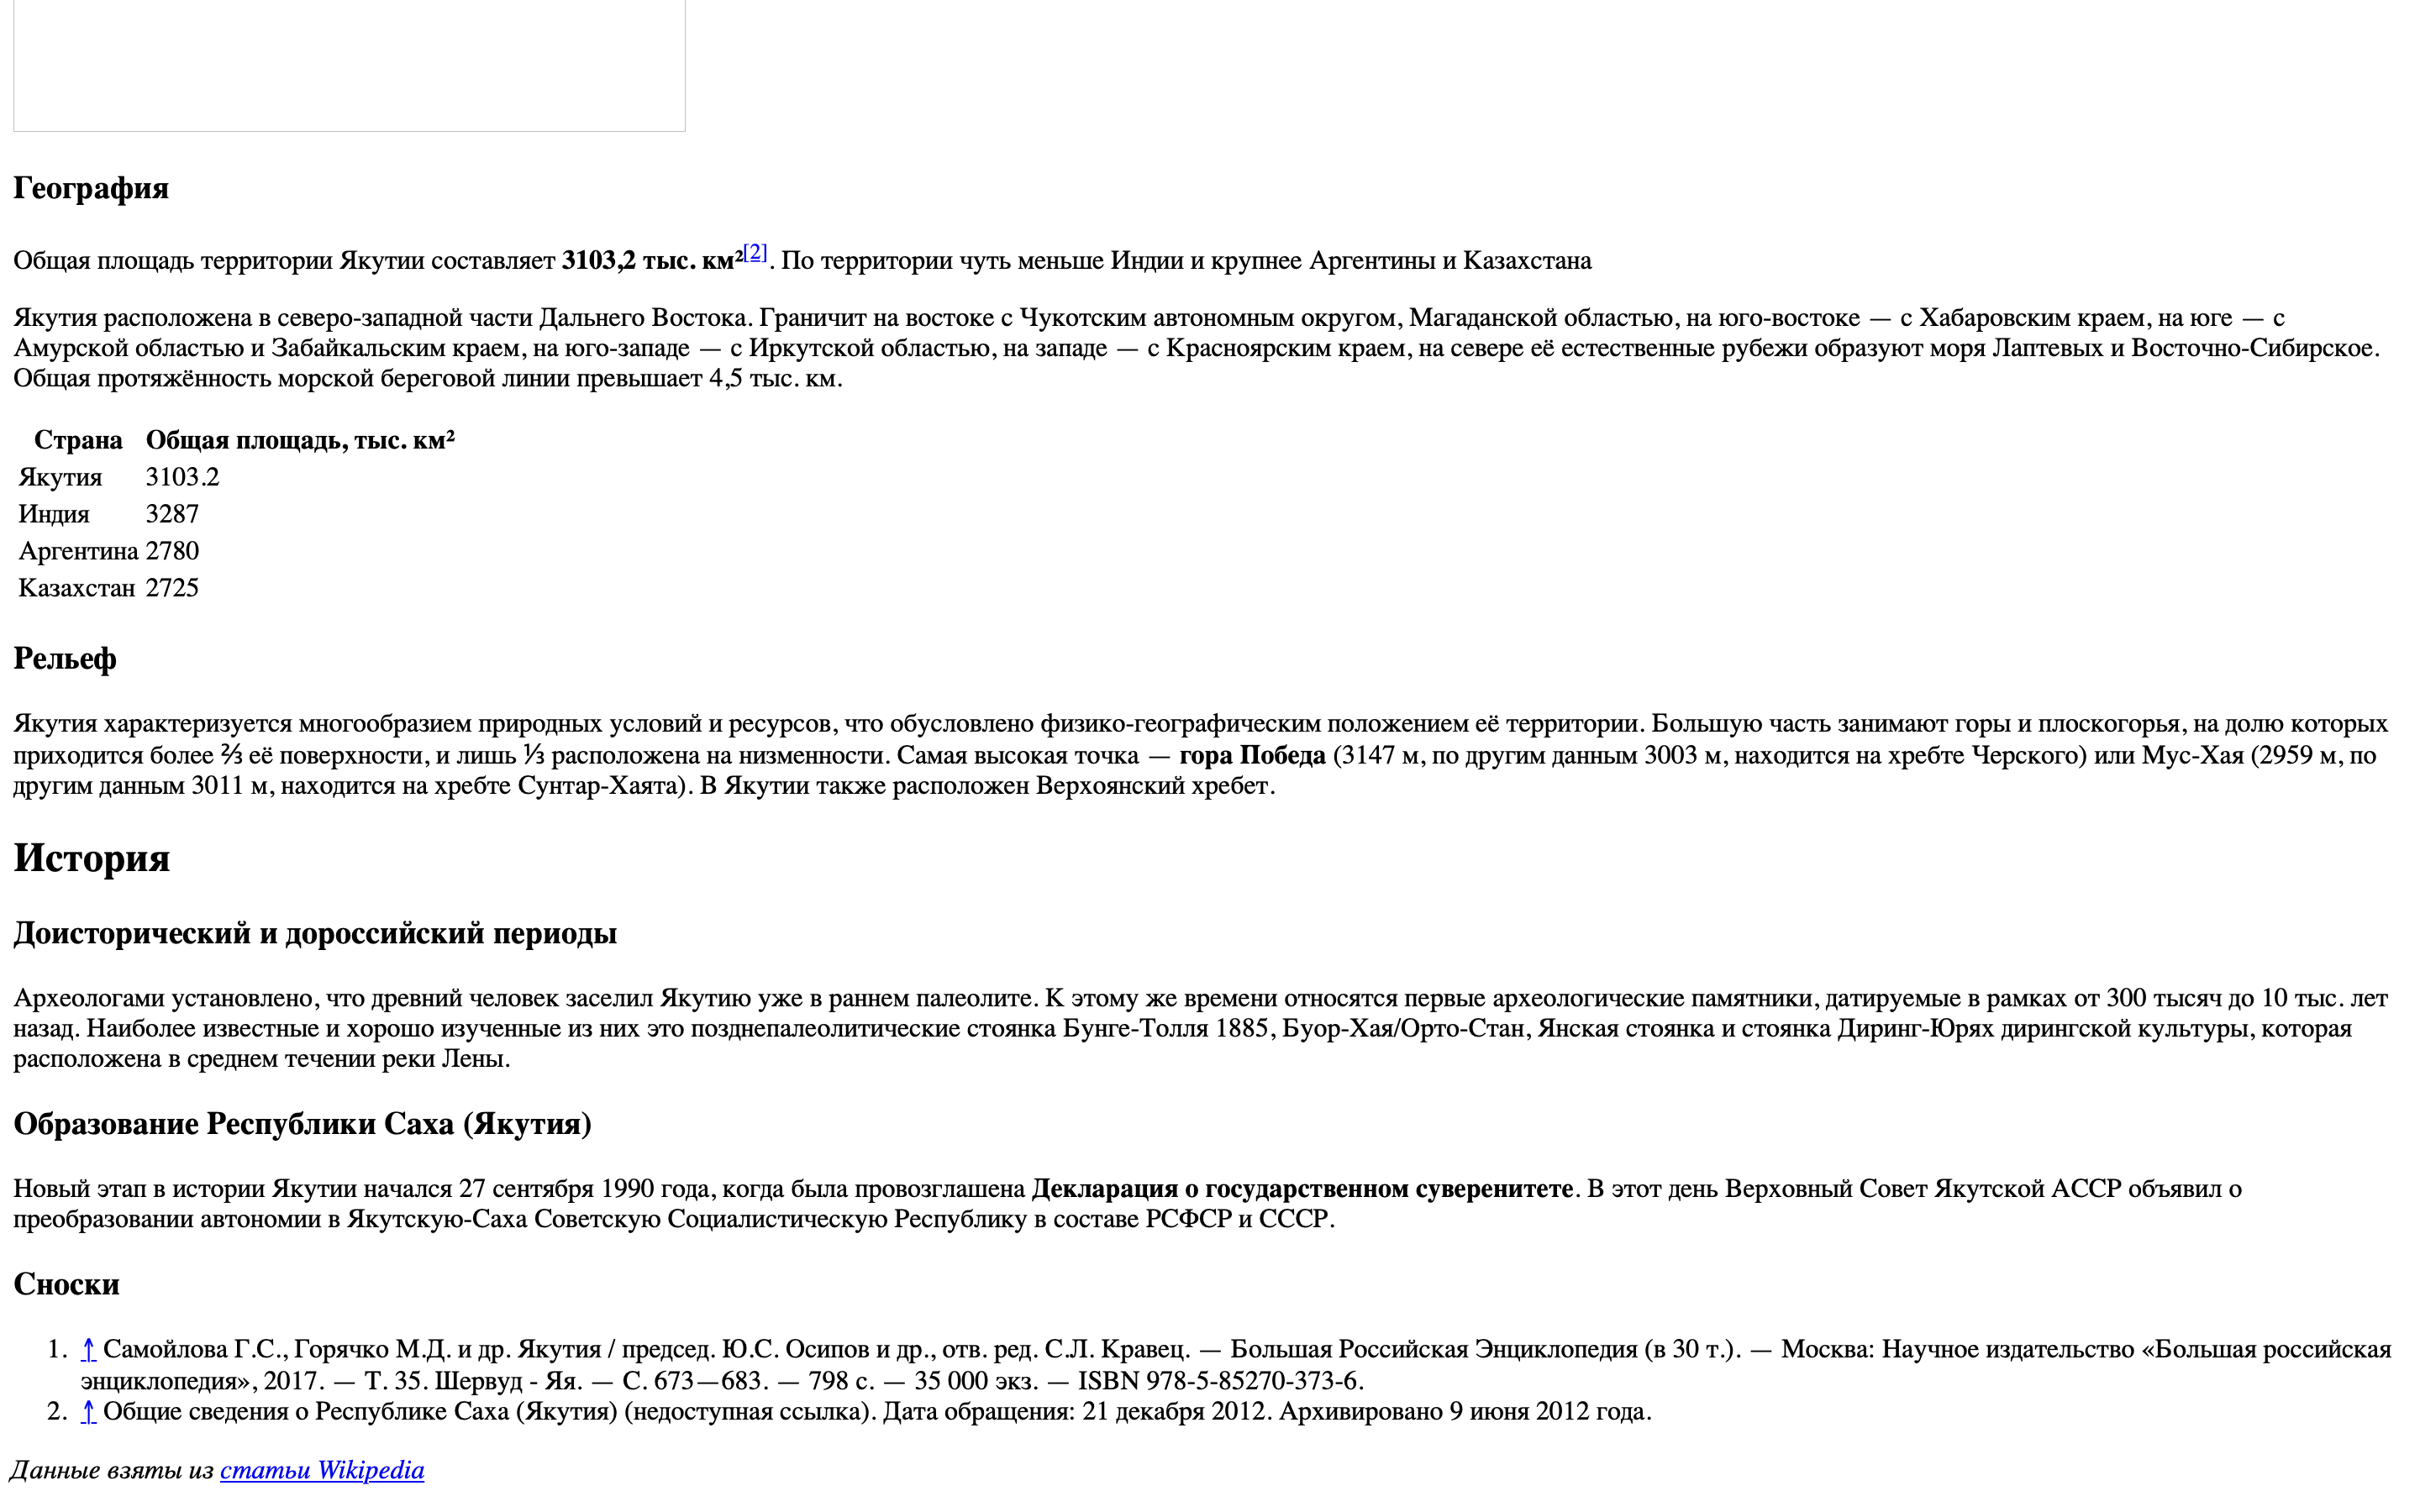 География
Общая площадь территории Якутии составляет 3103,2 тыс. км²[2]. По территории чуть меньше Индии и крупнее Аргентины и Казахстана
Якутия расположена в северо-западной части Дальнего Востока. Граничит на востоке с Чукотским автономным округом, Магаданской областью, на юго-востоке — с Хабаровским краем, на юге — с
Амурской областью и Забайкальским краем, на юго-западе — с Иркутской областью, на западе — с Красноярским краем, на севере её естественные рубежи образуют моря Лаптевых и Восточно-Сибирское.
Общая протяжённость морской береговой линии превышает 4,5 тыс. км.
Страна Общая площадь, тыс. км²
Якутия 3103.2
Индия 3287
Аргентина 2780
Казахстан 2725
Рельеф
Якутия характеризуется многообразием природных условий и ресурсов, что обусловлено физико-географическим положением её территории. Большую часть занимают горы и плоскогорья, на долю которых
приходится более ⅔ её поверхности, и лишь ⅓ расположена на низменности. Самая высокая точка — гора Победа (3147 м, по другим данным 3003 м, находится на хребте Черского) или Мус-Хая (2959 м, по
другим данным 3011 м, находится на хребте Сунтар-Хаята). В Якутии также расположен Верхоянский хребет.
История
Доисторический и дороссийский периоды
Археологами установлено, что древний человек заселил Якутию уже в раннем палеолите. К этому же времени относятся первые археологические памятники, датируемые в рамках от 300 тысяч до 10 тыс. лет
назад. Наиболее известные и хорошо изученные из них это позднепалеолитические стоянка Бунге-Толля 1885, Буор-Хая/Орто-Стан, Янская стоянка и стоянка Диринг-Юрях дирингской культуры, которая
расположена в среднем течении реки Лены.
Образование Республики Саха (Якутия)
Новый этап в истории Якутии начался 27 сентября 1990 года, когда была провозглашена Декларация о государственном суверенитете. В этот день Верховный Совет Якутской АССР объявил о
преобразовании автономии в Якутскую-Саха Советскую Социалистическую Республику в составе РСФСР и СССР.
Сноски
1. ↑ Самойлова Г.С., Горячко М.Д. и др. Якутия / председ. Ю.С. Осипов и др., отв. ред. С.Л. Кравец. — Большая Российская Энциклопедия (в 30 т.). — Москва: Научное издательство «Большая российская
энциклопедия», 2017. — Т. 35. Шервуд - Яя. — С. 673—683. — 798 с. — 35 000 экз. — ISBN 978-5-85270-373-6.
2. ↑ Общие сведения о Республике Саха (Якутия) (недоступная ссылка). Дата обращения: 21 декабря 2012. Архивировано 9 июня 2012 года.
Данные взяты из статьи Wikipedia